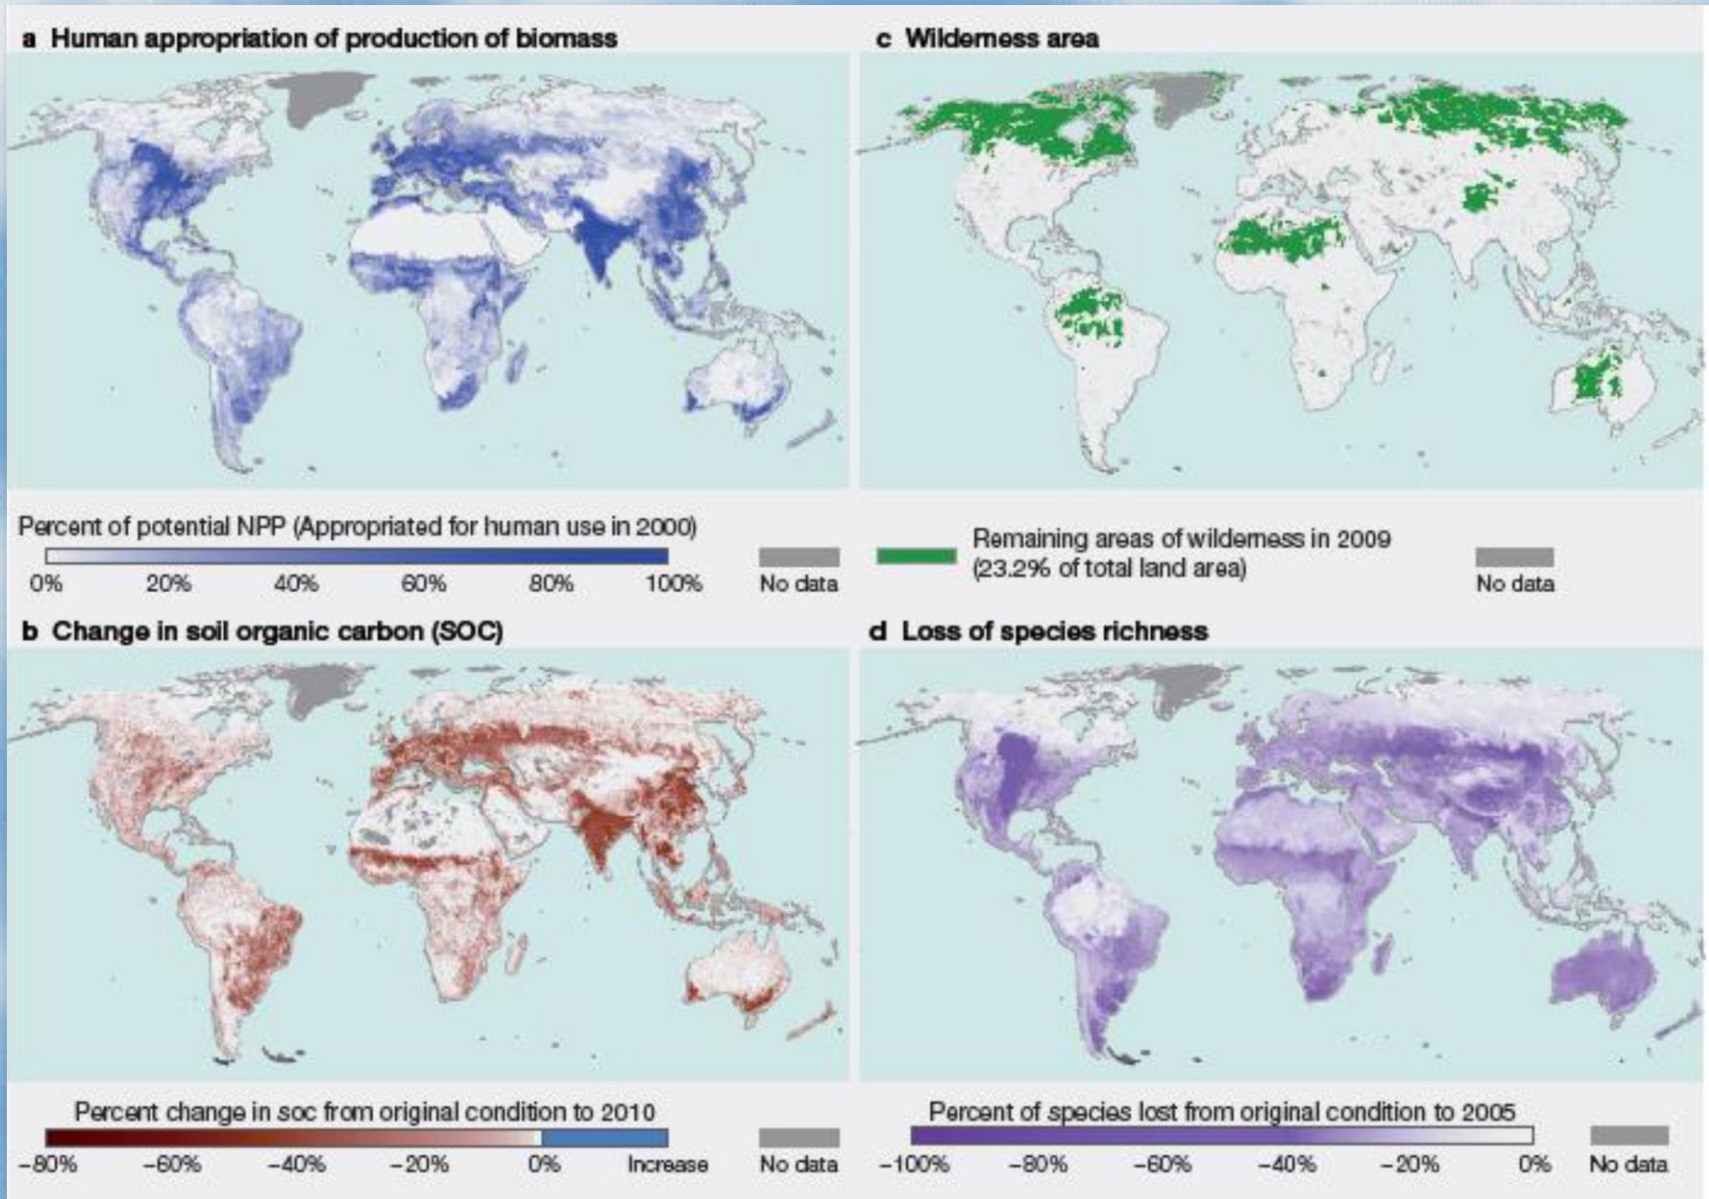 a Human appropriation of production of biomass
Percent of potential NPP (Appropriated for human use in 2000)
0% 20% 40% 60% 80% 100% No data
c Wilderness area
Remaining areas of wilderness in 2009
(23.2% of total land area)
No data
b Change in soil organic carbon (SOC)
Percent change in soc from original condition to 2010
−80% −60% −40% −20% 0% Increase No data
d Loss of species richness
Percent of species lost from original condition to 2005
−100% −80% −60% −40% −20% 0% No data